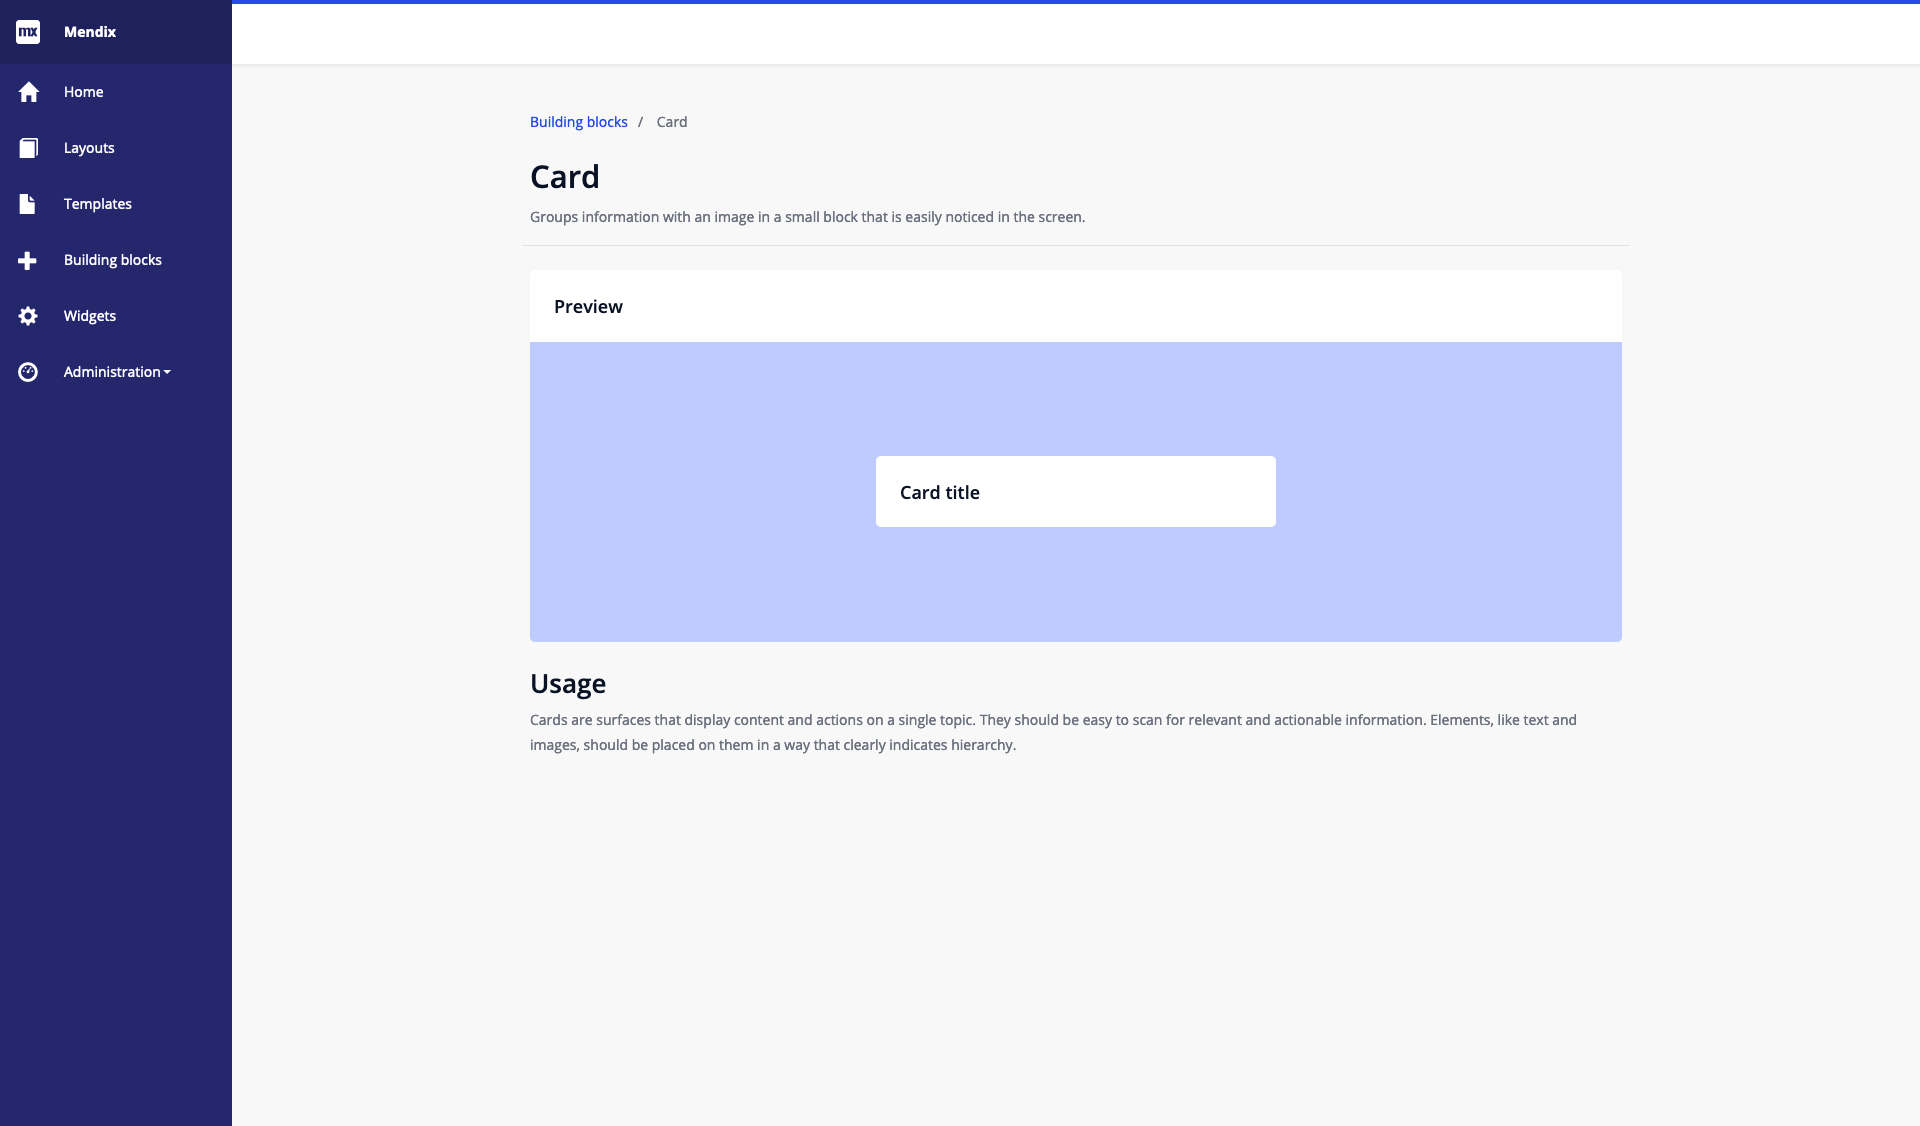 mx Mendix
Home
Layouts
Templates
Building blocks
Widgets
Administration
Building blocks / Card
Card
Groups information with an image in a small block that is easily noticed in the screen.
Preview
Card title
Usage
Cards are surfaces that display content and actions on a single topic. They should be easy to scan for relevant and actionable information. Elements, like text and
images, should be placed on them in a way that clearly indicates hierarchy.